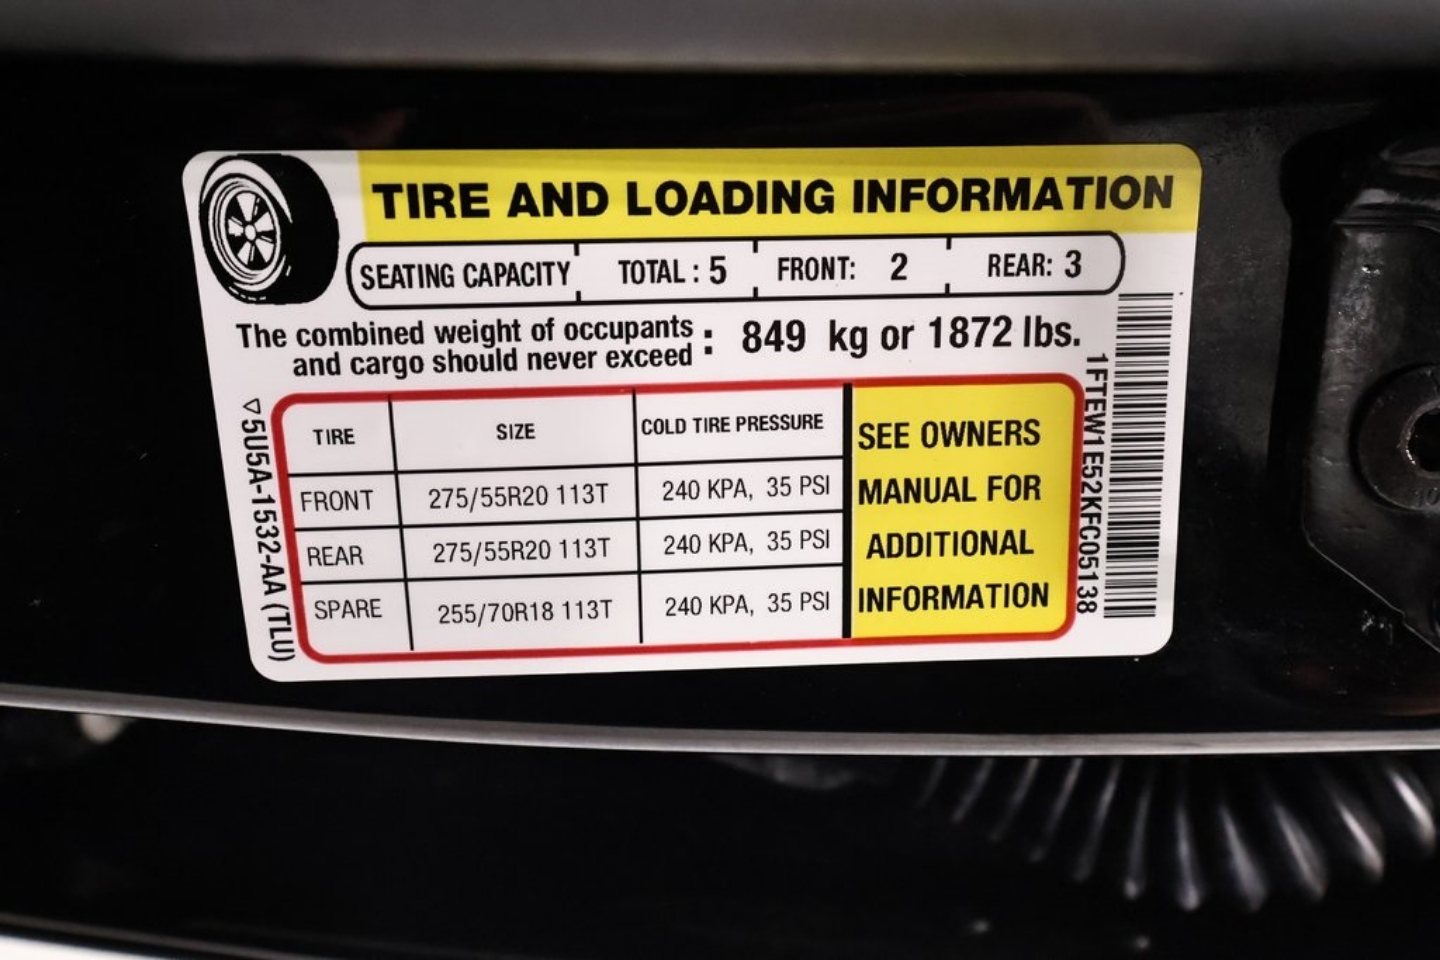 TIRE AND LOADING INFORMATION
SEATING CAPACITY TOTAL : 5 FRONT: 2 REAR: 3
The combined weight of occupants
and cargo should never exceed : 849 kg or 1872 lbs.
TIRE SIZE COLD TIRE PRESSURE
FRONT 275/55R20 113T 240 KPA, 35 PSI
REAR 275/55R20 113T 240 KPA, 35 PSI
SPARE 255/70R18 113T 240 KPA, 35 PSI
SEE OWNERS
MANUAL FOR
ADDITIONAL
INFORMATION
5U5A-1532-AA (TLU)
1FTEW1E52KFC05138